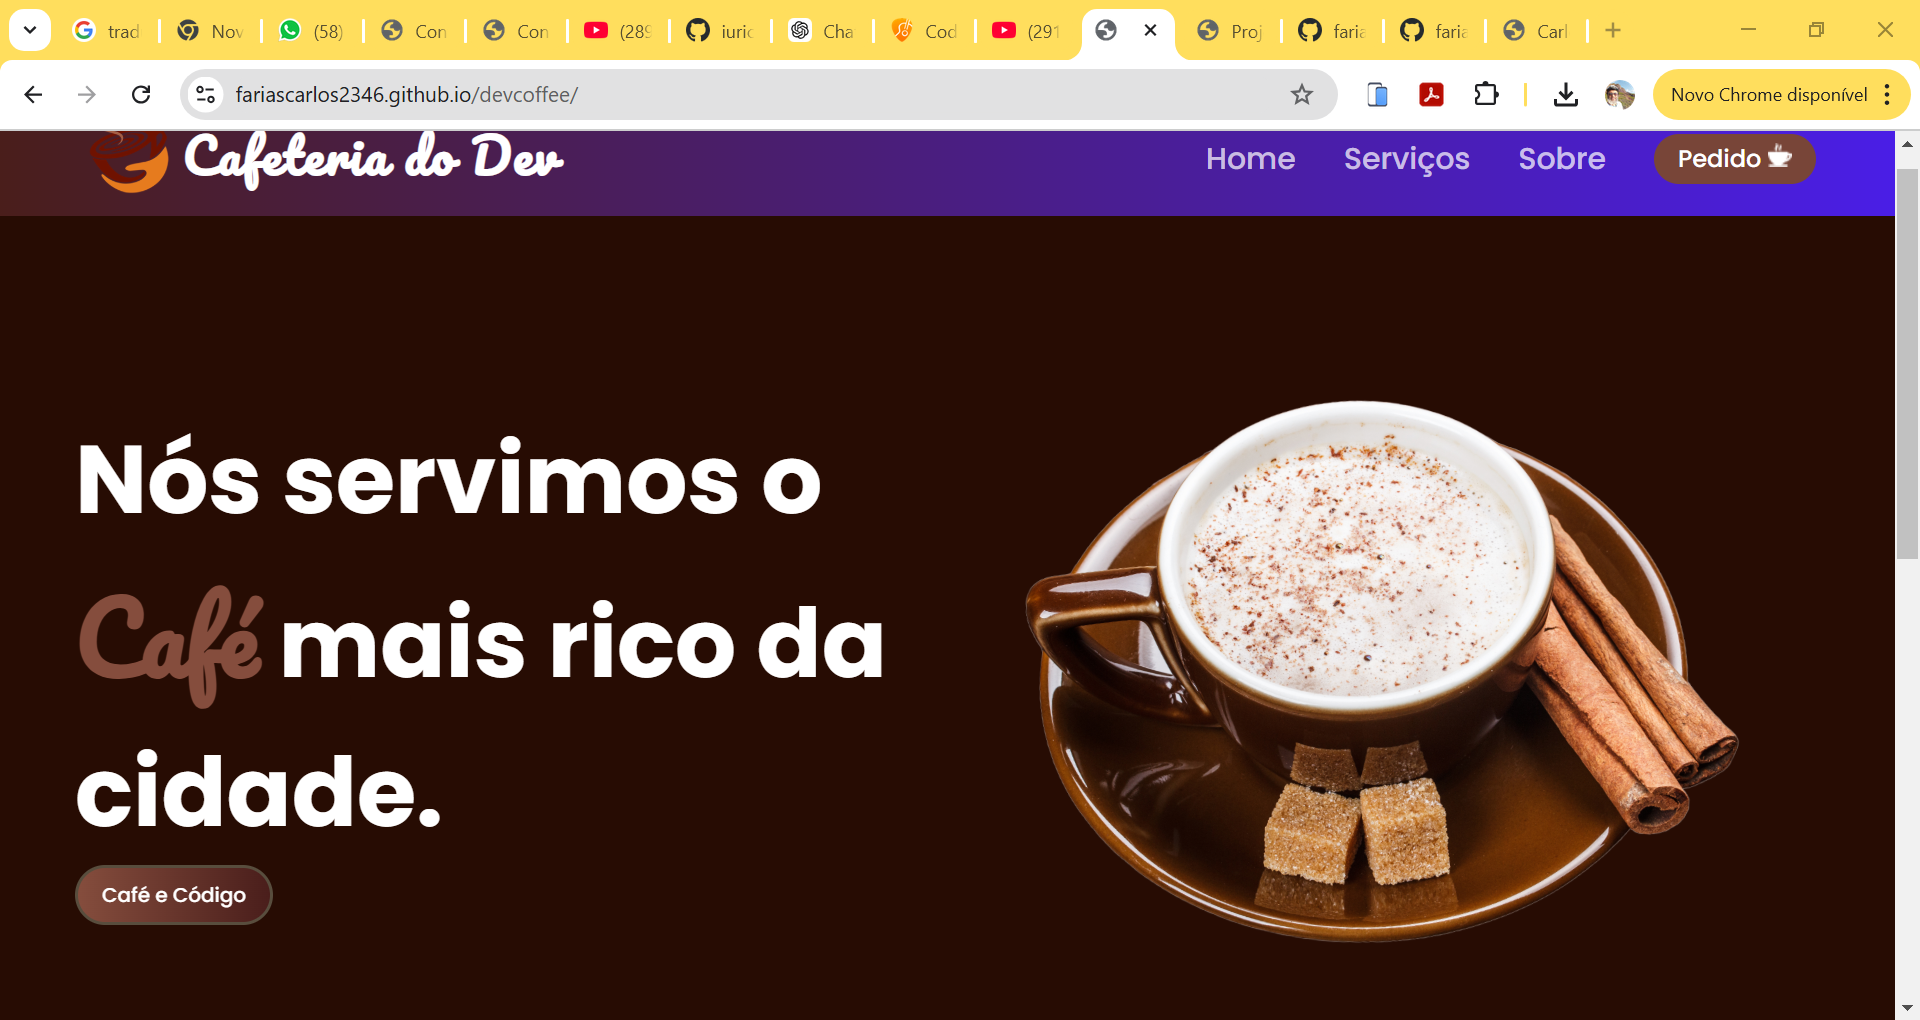 trad
Nov
(58)
Con
Con
(289
iuric
Cha
Cod
(291
Proj
faria
faria
Carl
fariascarlos2346.github.io/devcoffee/
Novo Chrome disponível
Cafeteria do Dev
Home
Serviços
Sobre
Pedido
Nós servimos o
Café mais rico da
cidade.
Café e Código